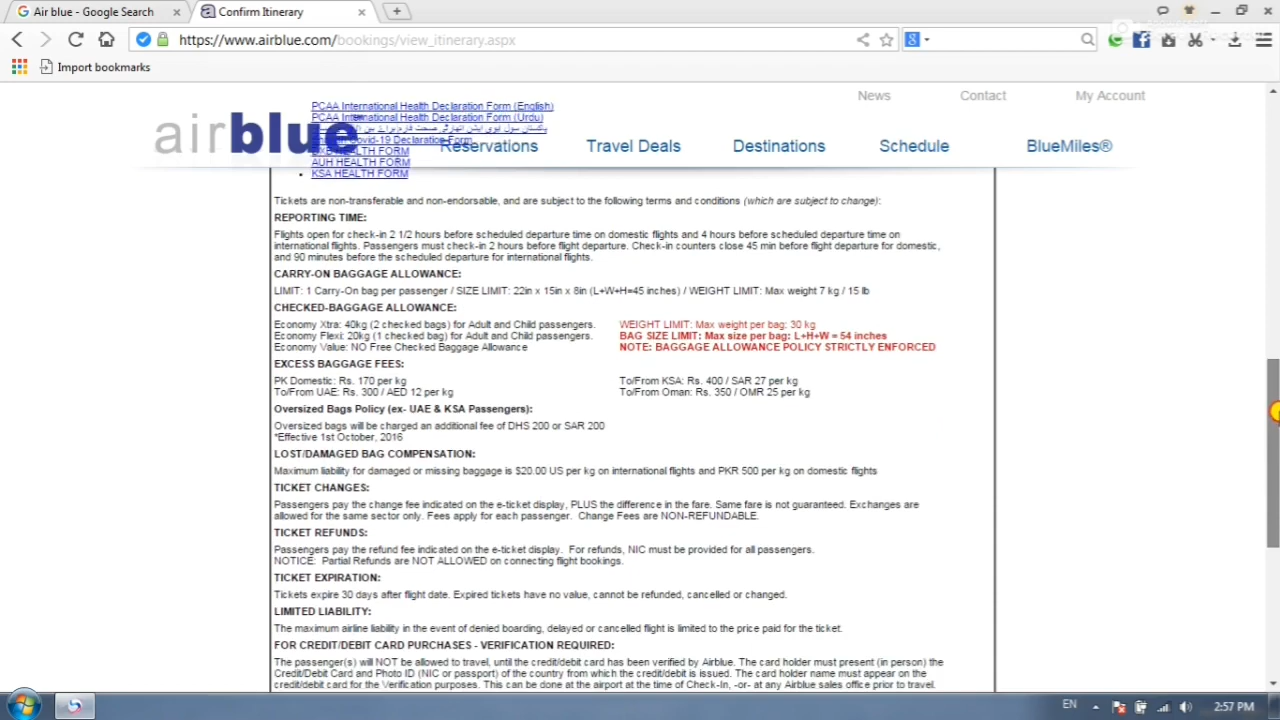 Air blue - Google Search
Confirm Itinerary
https://www.airblue.com/bookings/view_itinerary.aspx
Import bookmarks
News
Contact
My Account
PCAA International Health Declaration Form (English)
PCAA International Health Declaration Form (Urdu)
Covid-19 Declaration Form
HEALTH FORM
AUH HEALTH FORM
KSA HEALTH FORM
airblue
Reservations
Travel Deals
Destinations
Schedule
BlueMiles®
Tickets are non-transferable and non-endorsable, and are subject to the following terms and conditions (which are subject to change):
REPORTING TIME:
Flights open for check-in 2 1/2 hours before scheduled departure time on domestic flights and 4 hours before scheduled departure time on
international flights. Passengers must check-in 2 hours before flight departure. Check-in counters close 45 min before flight departure for domestic,
and 90 minutes before the scheduled departure for international flights.
CARRY-ON BAGGAGE ALLOWANCE:
LIMIT: 1 Carry-On bag per passenger / SIZE LIMIT: 22in x 15in x 8in (L+W+H=45 inches) / WEIGHT LIMIT: Max weight 7 kg / 15 lb
CHECKED-BAGGAGE ALLOWANCE:
Economy Xtra: 40kg (2 checked bags) for Adult and Child passengers.
Economy Flexi: 20kg (1 checked bag) for Adult and Child passengers.
Economy Value: NO Free Checked Baggage Allowance
WEIGHT LIMIT: Max weight per bag: 30 kg
BAG SIZE LIMIT: Max size per bag: L+H+W = 54 inches
NOTE: BAGGAGE ALLOWANCE POLICY STRICTLY ENFORCED
EXCESS BAGGAGE FEES:
PK Domestic: Rs. 170 per kg
To/From UAE: Rs. 300 / AED 12 per kg
To/From KSA: Rs. 400 / SAR 27 per kg
To/From Oman: Rs. 350 / OMR 25 per kg
Oversized Bags Policy (ex- UAE & KSA Passengers):
Oversized bags will be charged an additional fee of DHS 200 or SAR 200
*Effective 1st October, 2016
LOST/DAMAGED BAG COMPENSATION:
Maximum liability for damaged or missing baggage is $20.00 US per kg on international flights and PKR 500 per kg on domestic flights
TICKET CHANGES:
Passengers pay the change fee indicated on the e-ticket display, PLUS the difference in the fare. Same fare is not guaranteed. Exchanges are
allowed for the same sector only. Fees apply for each passenger. Change Fees are NON-REFUNDABLE.
TICKET REFUNDS:
Passengers pay the refund fee indicated on the e-ticket display. For refunds, NIC must be provided for all passengers.
NOTICE: Partial Refunds are NOT ALLOWED on connecting flight bookings.
TICKET EXPIRATION:
Tickets expire 30 days after flight date. Expired tickets have no value, cannot be refunded, cancelled or changed.
LIMITED LIABILITY:
The maximum airline liability in the event of denied boarding, delayed or cancelled flight is limited to the price paid for the ticket.
FOR CREDIT/DEBIT CARD PURCHASES - VERIFICATION REQUIRED:
The passenger(s) will NOT be allowed to travel, until the credit/debit card has been verified by Airblue. The card holder must present (in person) the
Credit/Debit Card and Photo ID (NIC or passport) of the country from which the credit/debit is issued. The card holder name must appear on the
credit/debit card for the Verification purposes. This can be done at the airport at the time of Check-In, -or- at any Airblue sales office prior to travel.
EN
2:57 PM